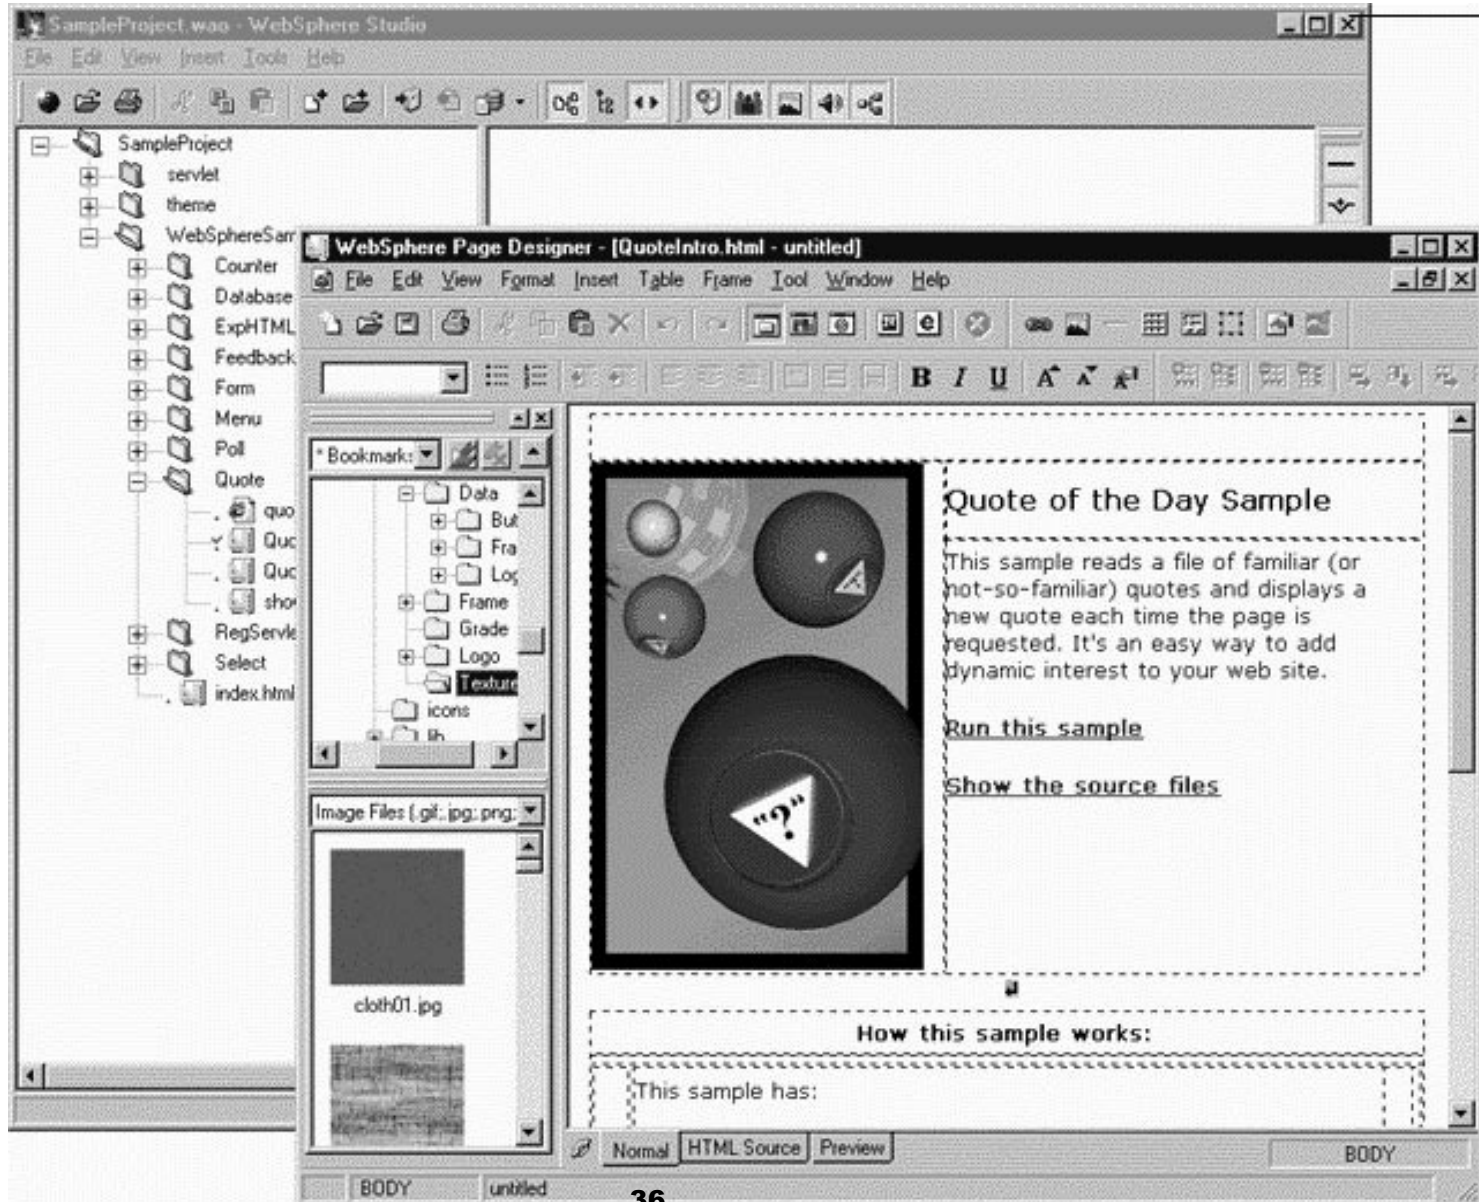 SampleProject.wao - WebSphere Studio
File Edit View Insert Tools Help
SampleProject
servlet
theme
WebSphereSam
Counter
Database
ExpHTML
Feedback
Form
Menu
Poll
Quote
quo
Quo
Quo
sho
RegServle
Select
index.html
WebSphere Page Designer - [QuoteIntro.html - untitled]
File Edit View Format Insert Table Frame Tool Window Help
B I U A A A
* Bookmarks
Data
But
Fra
Log
Frame
Grade
Logo
Texture
icons
lib
Image Files (.gif;.jpg;.png;
cloth01.jpg
Quote of the Day Sample
This sample reads a file of familiar (or
not-so-familiar) quotes and displays a
new quote each time the page is
requested. It's an easy way to add
dynamic interest to your web site.
Run this sample
Show the source files
"?"
How this sample works:
This sample has:
Normal HTML Source Preview
BODY
BODY untitled
36